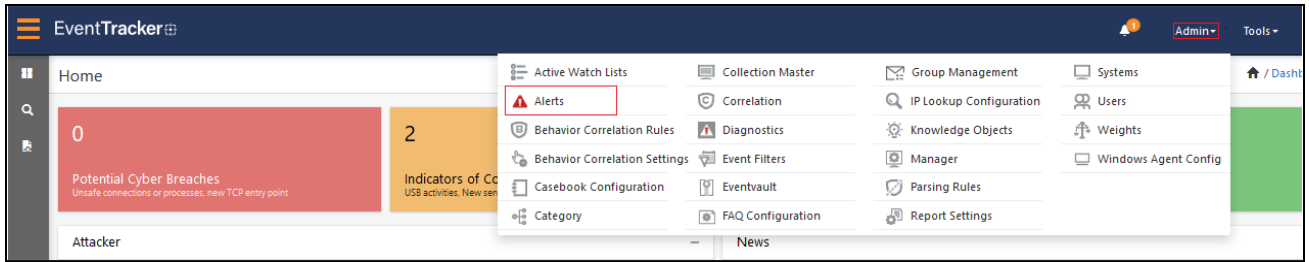 EventTracker
1
Admin
Tools
Home
/ Dashb
Active Watch Lists
Collection Master
Group Management
Systems
Alerts
Correlation
IP Lookup Configuration
Users
Behavior Correlation Rules
Diagnostics
Knowledge Objects
Weights
Behavior Correlation Settings
Event Filters
Manager
Windows Agent Config
Casebook Configuration
Eventvault
Parsing Rules
Category
FAQ Configuration
Report Settings
0
Potential Cyber Breaches
Unsafe connections or processes, new TCP entry point
2
Indicators of Co
USB activities, New serv
Attacker
News